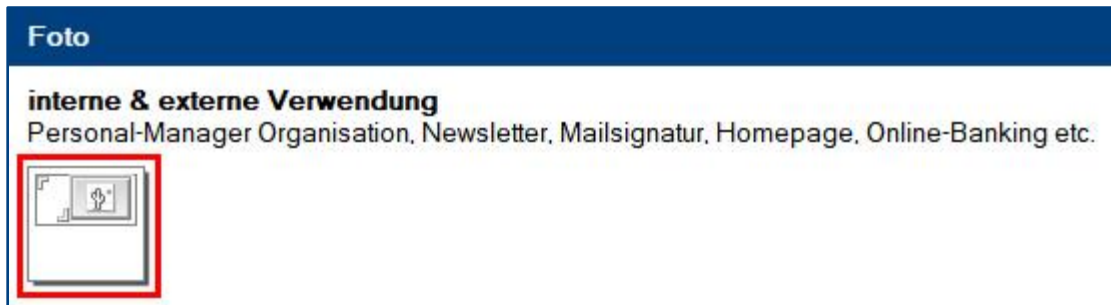 Foto
interne & externe Verwendung
Personal-Manager Organisation, Newsletter, Mailsignatur, Homepage, Online-Banking etc.